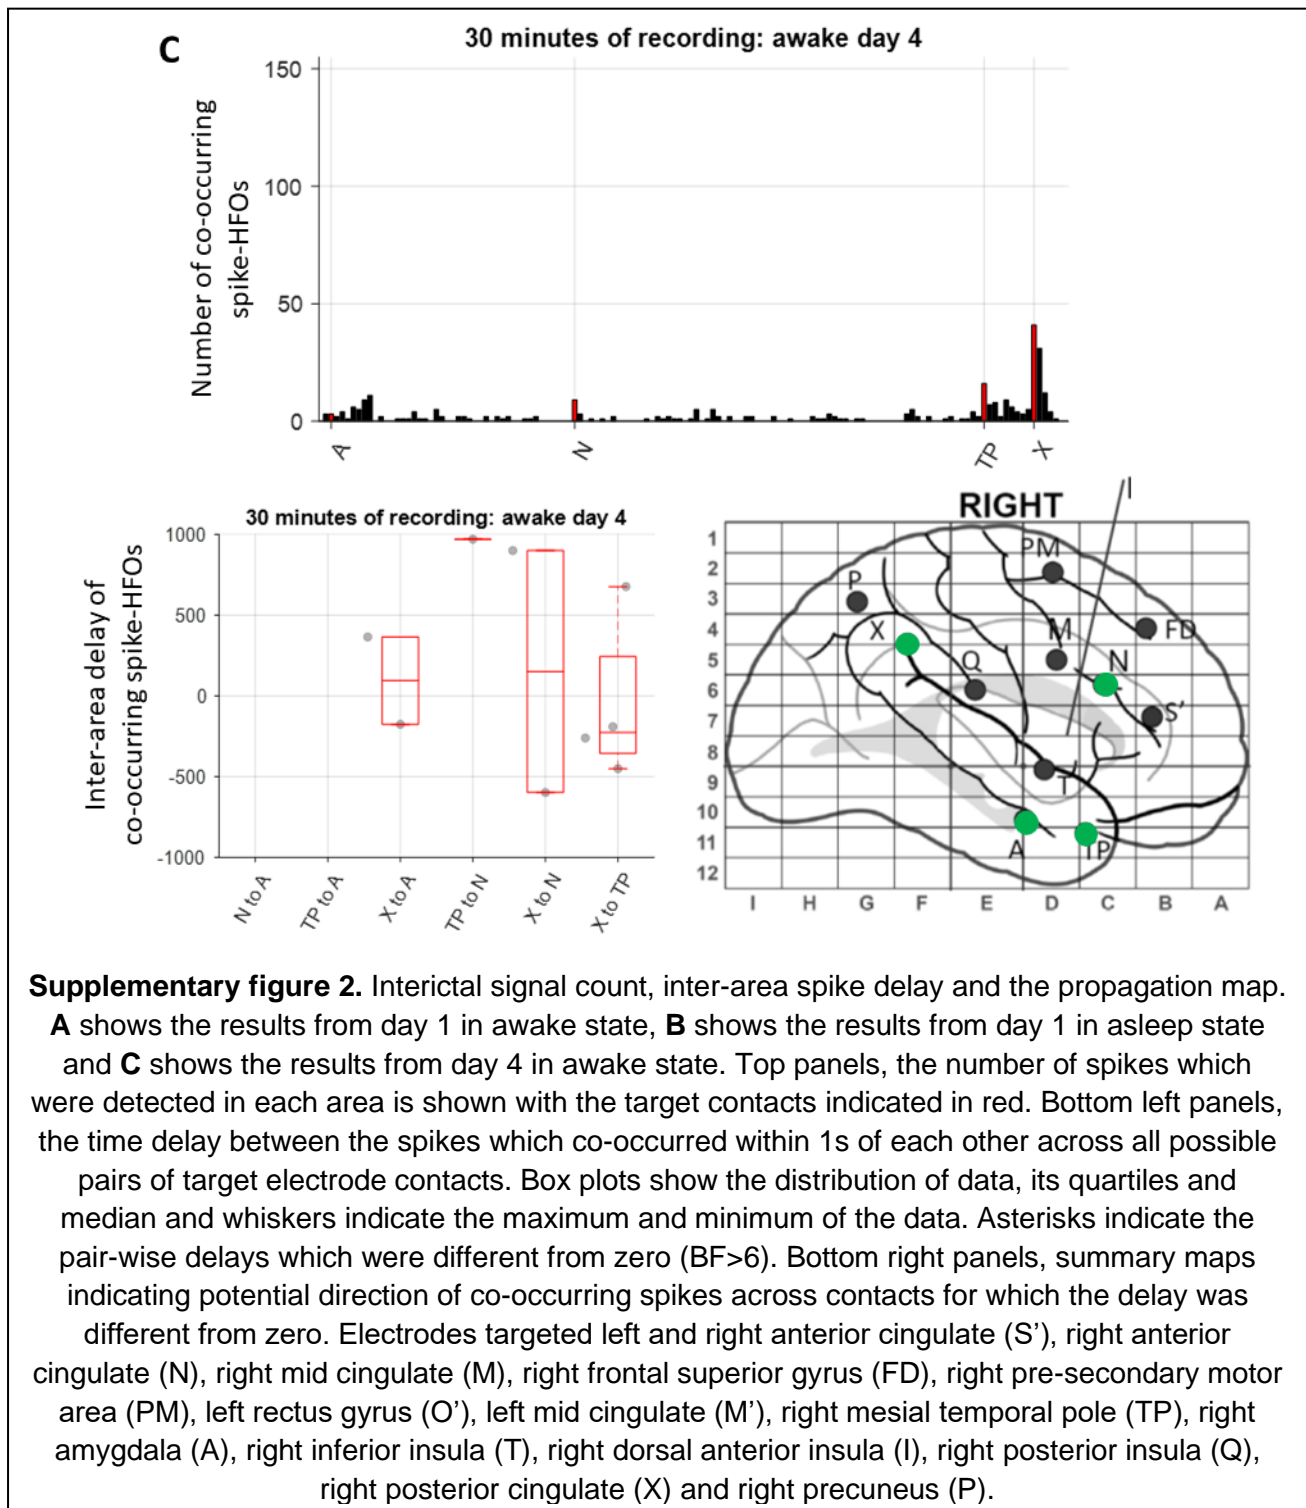 C
30 minutes of recording: awake day 4
Number of co-occurring
spike-HFOs
150
100
50
0
A
N
TP
X
30 minutes of recording: awake day 4
Inter-area delay of
co-occurring spike-HFOs
1000
500
0
-500
-1000
N to A
TP to A
X to A
TP to N
X to N
X to TP
RIGHT
I
1
2
3
4
5
6
7
8
9
10
11
12
PM
P
X
M
FD
Q
N
S’
T
A
TP
I H G F E D C B A
Supplementary figure 2. Interictal signal count, inter-area spike delay and the propagation map.
A shows the results from day 1 in awake state, B shows the results from day 1 in asleep state
and C shows the results from day 4 in awake state. Top panels, the number of spikes which
were detected in each area is shown with the target contacts indicated in red. Bottom left panels,
the time delay between the spikes which co-occurred within 1s of each other across all possible
pairs of target electrode contacts. Box plots show the distribution of data, its quartiles and
median and whiskers indicate the maximum and minimum of the data. Asterisks indicate the
pair-wise delays which were different from zero (BF>6). Bottom right panels, summary maps
indicating potential direction of co-occurring spikes across contacts for which the delay was
different from zero. Electrodes targeted left and right anterior cingulate (S’), right anterior
cingulate (N), right mid cingulate (M), right frontal superior gyrus (FD), right pre-secondary motor
area (PM), left rectus gyrus (O’), left mid cingulate (M’), right mesial temporal pole (TP), right
amygdala (A), right inferior insula (T), right dorsal anterior insula (I), right posterior insula (Q),
right posterior cingulate (X) and right precuneus (P).